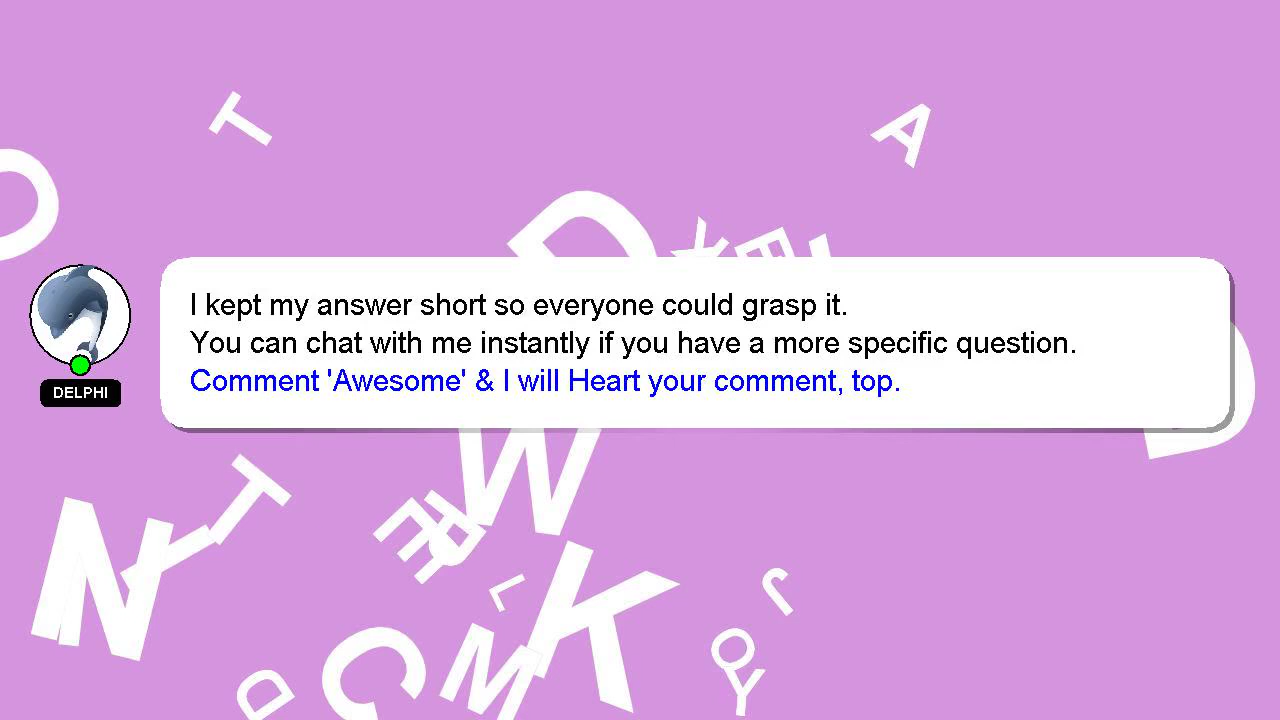 I kept my answer short so everyone could grasp it.
You can chat with me instantly if you have a more specific question.
Comment 'Awesome' & I will Heart your comment, top.
DELPHI